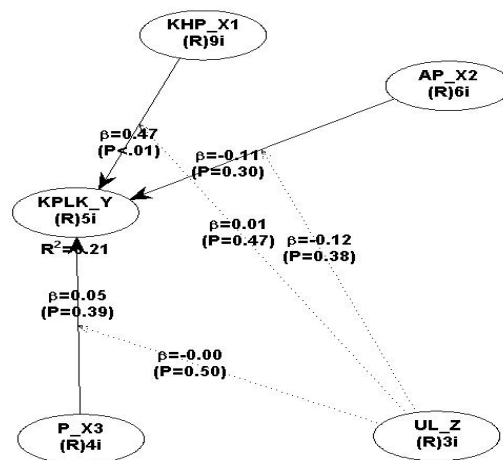 KHP_X1
(R)9i
AP_X2
(R)6i
β=0.47
(P<.01)
β=-0.11
(P=0.30)
KPLK_Y
(R)5i
R²=0.21
β=0.01
(P=0.47)
β=-0.12
(P=0.38)
β=0.05
(P=0.39)
β=-0.00
(P=0.50)
P_X3
(R)4i
UL_Z
(R)3i